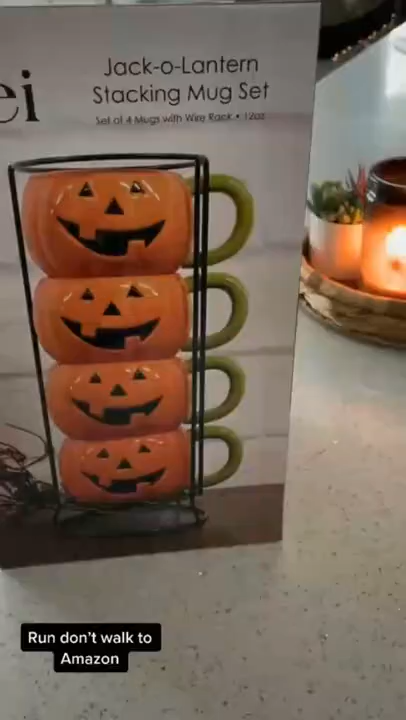 ei
Jack-o-Lantern
Stacking Mug Set
Set of 4 Mugs with Wire Rack • 12oz
Run don't walk to
Amazon